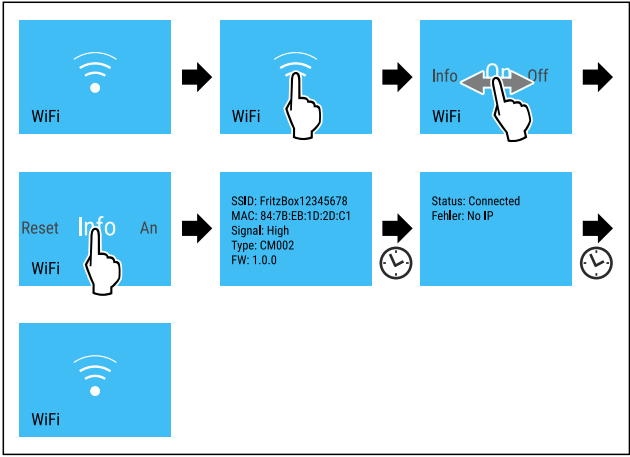 WiFi
WiFi
Info On Off
WiFi
Reset Info An
WiFi
SSID: FritzBox12345678
MAC: 84:7B:EB:1D:2D:C1
Signal: High
Type: CM002
FW: 1.0.0
Status: Connected
Fehler: No IP
WiFi